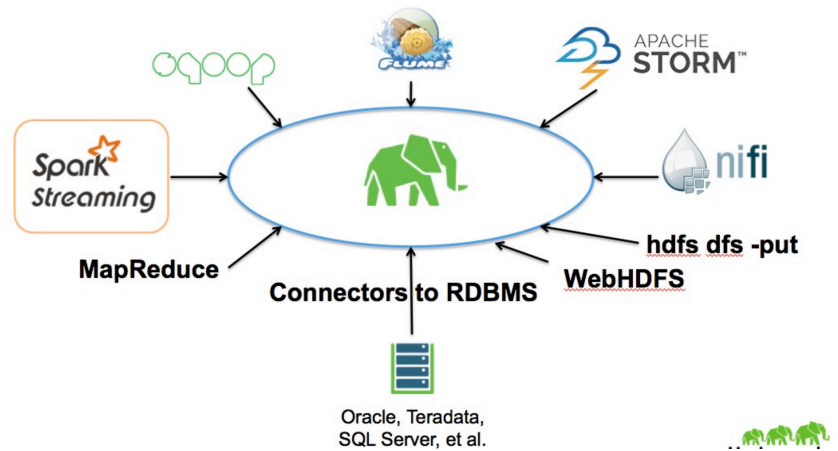 sqoop
FLUME
APACHE
STORM™
Spark
Streaming
nifi
hdfs dfs -put
MapReduce
WebHDFS
Connectors to RDBMS
Oracle, Teradata,
SQL Server, et al.